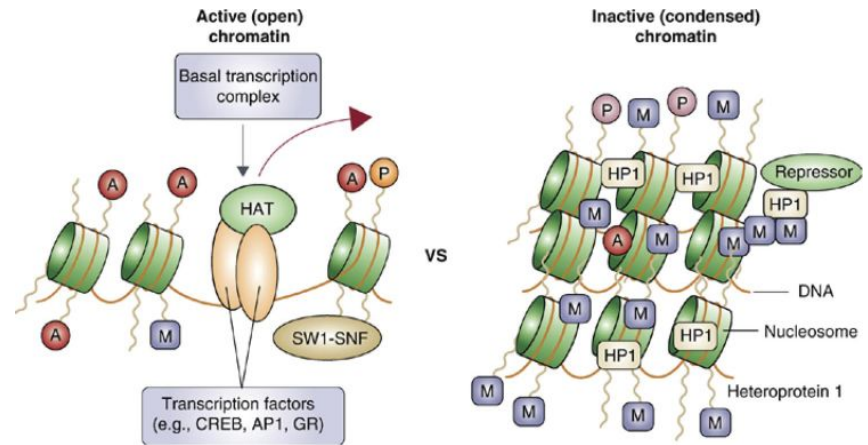 Active (open)
chromatin
Basal transcription
complex
A
A
A
P
HAT
A
M
SW1-SNF
Transcription factors
(e.g., CREB, AP1, GR)
VS
Inactive (condensed)
chromatin
P
M
P
M
HP1
HP1
Repressor
HP1
M
A
M
M
M
M
DNA
M
M
Nucleosome
HP1
HP1
Heteroprotein 1
M
M
M
M
M